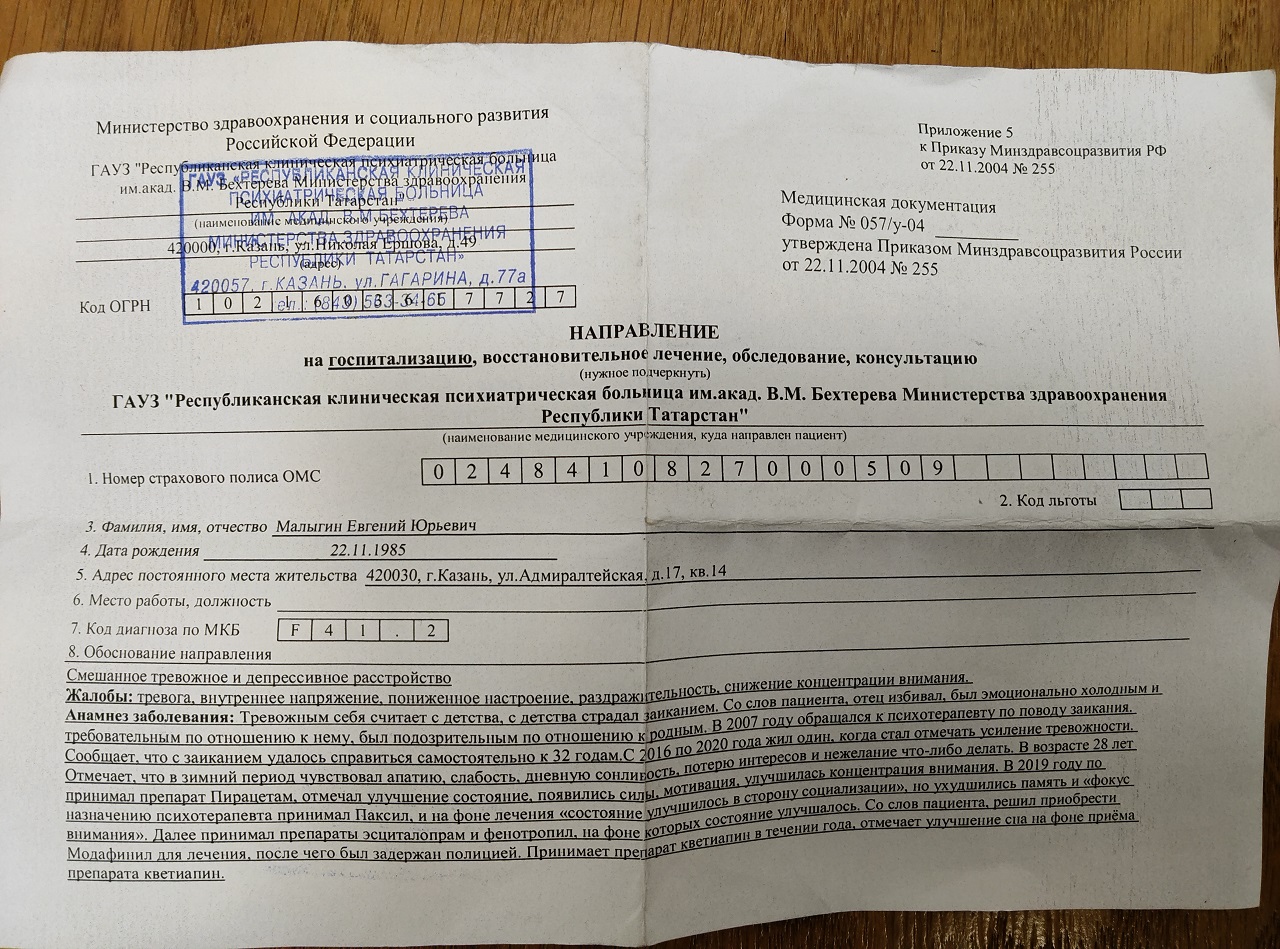 Министерство здравоохранения и социального развития
Российской Федерации
ГАУЗ "Республиканская клиническая психиатрическая больница
им.акад. В.М. Бехтерева Министерства здравоохранения
Республики Татарстан"
(наименование медицинского учреждения)
420000, г.Казань, ул.Николая Ершова, д.49
(адрес)
Код ОГРН 1 0 2 1 6 0 3 6 1 7 7 2 7
ГАУЗ «РЕСПУБЛИКАНСКАЯ КЛИНИЧЕСКАЯ
ПСИХИАТРИЧЕСКАЯ БОЛЬНИЦА
ИМ. АКАД. В.М.БЕХТЕРЕВА
МИНИСТЕРСТВА ЗДРАВООХРАНЕНИЯ
РЕСПУБЛИКИ ТАТАРСТАН»
420057, г.КАЗАНЬ, ул.ГАГАРИНА, д.77а
тел.: (843) 563-34-66
Приложение 5
к Приказу Минздравсоцразвития РФ
от 22.11.2004 № 255
Медицинская документация
Форма № 057/у-04
утверждена Приказом Минздравсоцразвития России
от 22.11.2004 № 255
НАПРАВЛЕНИЕ
на госпитализацию, восстановительное лечение, обследование, консультацию
(нужное подчеркнуть)
ГАУЗ "Республиканская клиническая психиатрическая больница им.акад. В.М. Бехтерева Министерства здравоохранения
Республики Татарстан"
(наименование медицинского учреждения, куда направлен пациент)
1. Номер страхового полиса ОМС 0 2 4 8 4 1 0 8 2 7 0 0 0 5 0 9
2. Код льготы
3. Фамилия, имя, отчество Малыгин Евгений Юрьевич
4. Дата рождения 22.11.1985
5. Адрес постоянного места жительства 420030, г.Казань, ул.Адмиралтейская, д.17, кв.14
6. Место работы, должность
7. Код диагноза по МКБ F 4 1 . 2
8. Обоснование направления
Смешанное тревожное и депрессивное расстройство
Жалобы: тревога, внутреннее напряжение, пониженное настроение, раздражительность, снижение концентрации внимания.
Анамнез заболевания: Тревожным себя считает с детства, с детства страдал заиканием. Со слов пациента, отец избивал, был эмоционально холодным и
требовательным по отношению к нему, был подозрительным по отношению к родным. В 2007 году обращался к психотерапевту по поводу заикания.
Сообщает, что с заиканием удалось справиться самостоятельно к 32 годам.С 2016 по 2020 года жил один, когда стал отмечать усиление тревожности.
Отмечает, что в зимний период чувствовал апатию, слабость, дневную сонливость, потерю интересов и нежелание что-либо делать. В возрасте 28 лет
принимал препарат Пирацетам, отмечал улучшение состояние, появились силы, мотивация, улучшилась концентрация внимания. В 2019 году по
назначению психотерапевта принимал Паксил, и на фоне лечения «состояние улучшилось в сторону социализации», но ухудшились память и «фокус
внимания». Далее принимал препараты эсциталопрам и фенотропил, на фоне которых состояние улучшалось. Со слов пациента, решил приобрести
Модафинил для лечения, после чего был задержан полицией. Принимает препарат кветиапин в течении года, отмечает улучшение сна на фоне приёма
препарата кветиапин.